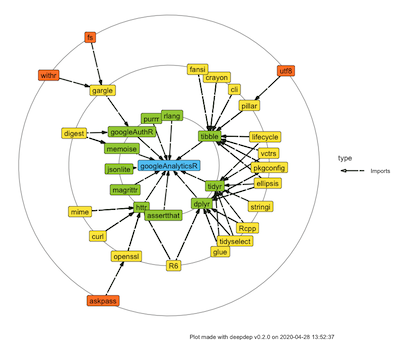 fs
withr
utf8
fansi
crayon
cli
gargle
pillar
purrr
rlang
digest
googleAuthR
tibble
lifecycle
memoise
vctrs
jsonlite
googleAnalyticsR
pkgconfig
magrittr
tidyr
ellipsis
mime
httr
dplyr
stringi
assertthat
curl
Rcpp
tidyselect
openssl
R6
glue
askpass
type
Imports
Plot made with deepdep v0.2.0 on 2020-04-28 13:52:37